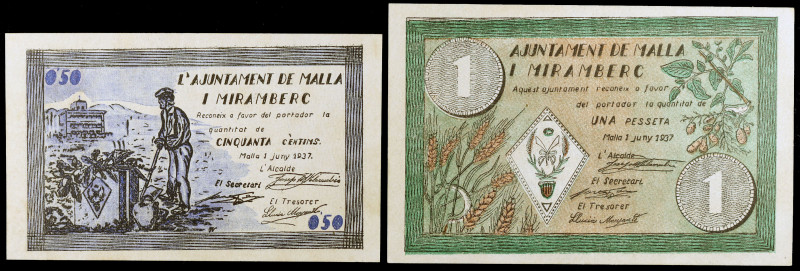 0'50
L'AJUNTAMENT DE MALLA
I MIRAMBERC
Reconeix a favor del portador la
quantitat de
CINQUANTA CÈNTIMS.
Malla 1 juny 1937.
L'Alcalde
El Secretari
El Tresorer
0'50
AJUNTAMENT DE MALLA
I MIRAMBERC
1
Aquest ajuntament reconeix a favor
del portador la quantitat de
UNA PESSETA
Malla 1 juny 1937
L'Alcalde
El Secretari
El Tresorer
1